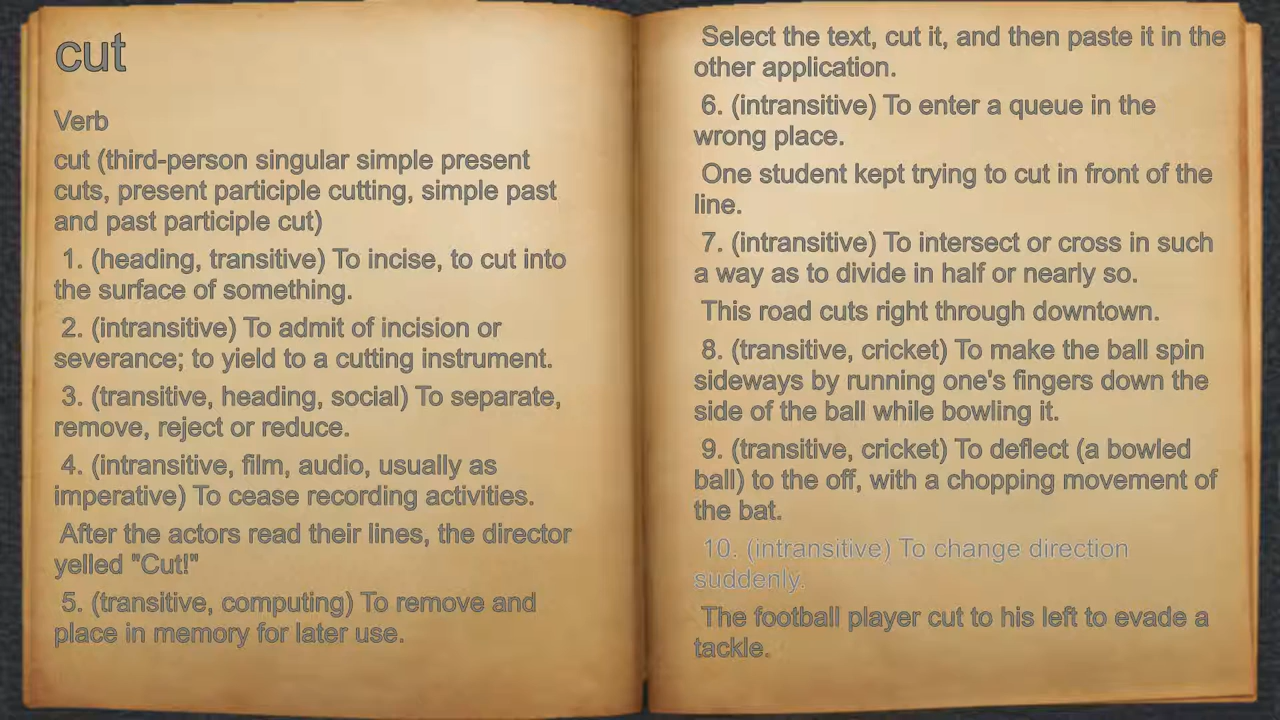 cut
Verb
cut (third-person singular simple present
cuts, present participle cutting, simple past
and past participle cut)
1. (heading, transitive) To incise, to cut into
the surface of something.
2. (intransitive) To admit of incision or
severance; to yield to a cutting instrument.
3. (transitive, heading, social) To separate,
remove, reject or reduce.
4. (intransitive, film, audio, usually as
imperative) To cease recording activities.
After the actors read their lines, the director
yelled "Cut!"
5. (transitive, computing) To remove and
place in memory for later use.
Select the text, cut it, and then paste it in the
other application.
6. (intransitive) To enter a queue in the
wrong place.
One student kept trying to cut in front of the
line.
7. (intransitive) To intersect or cross in such
a way as to divide in half or nearly so.
This road cuts right through downtown.
8. (transitive, cricket) To make the ball spin
sideways by running one's fingers down the
side of the ball while bowling it.
9. (transitive, cricket) To deflect (a bowled
ball) to the off, with a chopping movement of
the bat.
10. (intransitive) To change direction
suddenly.
The football player cut to his left to evade a
tackle.